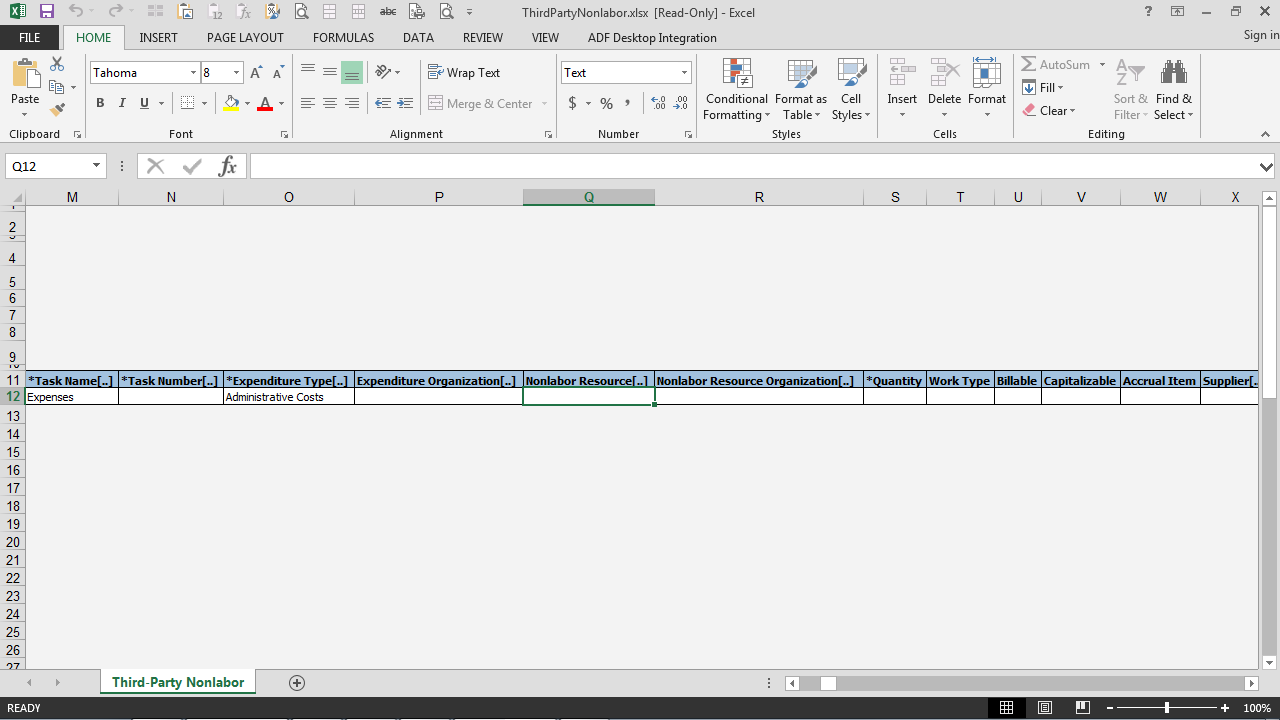 ThirdPartyNonlabor.xlsx [Read-Only] - Excel
FILE HOME INSERT PAGE LAYOUT FORMULAS DATA REVIEW VIEW ADF Desktop Integration Sign in
Tahoma 8 Wrap Text Text AutoSum
Paste Conditional Formatting Format as Table Cell Styles Insert Delete Format Fill Sort & Filter Find & Select
B I U Merge & Center $ % , Clear
Clipboard Font Alignment Number Styles Cells Editing
Q12 fx
M N O P Q R S T U V W X
2
4
5
6
7
8
9
11 *Task Name[..] *Task Number[..] *Expenditure Type[..] Expenditure Organization[..] Nonlabor Resource[..] Nonlabor Resource Organization[..] *Quantity Work Type Billable Capitalizable Accrual Item Supplier[..
12 Expenses Administrative Costs
13
14
15
16
17
18
19
20
21
22
23
24
25
26
27
Third-Party Nonlabor
READY 100%